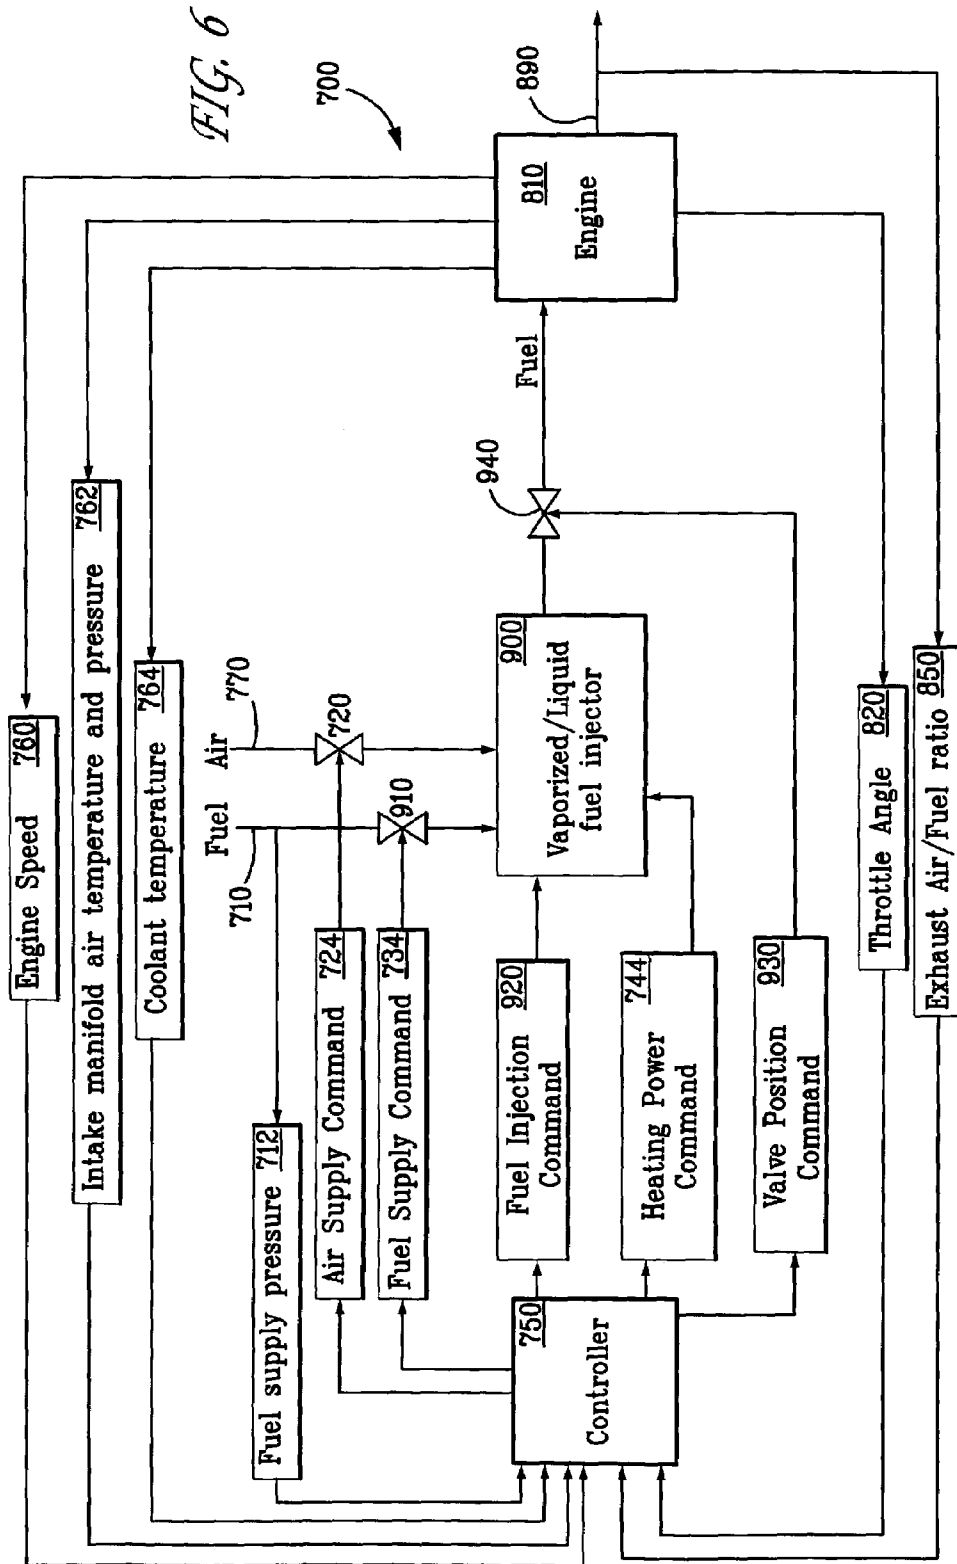 FIG. 6
700
Engine Speed 760
Intake manifold air temperature and pressure 762
Coolant temperature 764
Fuel supply pressure 712
Air Supply Command 724
Fuel Supply Command 734
Fuel
710
Air
770
720
910
Controller
750
Fuel Injection
Command
920
Heating Power
Command
744
Valve Position
Command
930
Vaporized/Liquid
fuel injector
900
940
Fuel
Engine
810
890
Throttle Angle 820
Exhaust Air/Fuel ratio 850